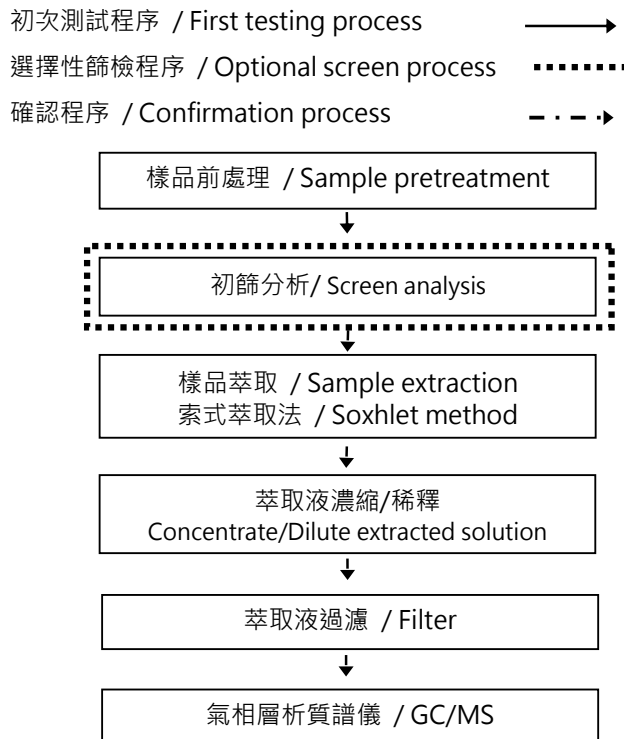 初次測試程序 / First testing process
選擇性篩檢程序 / Optional screen process
確認程序 / Confirmation process
樣品前處理 / Sample pretreatment
初篩分析/ Screen analysis
樣品萃取 / Sample extraction
索式萃取法 / Soxhlet method
萃取液濃縮/稀釋
Concentrate/Dilute extracted solution
萃取液過濾 / Filter
氣相層析質譜儀 / GC/MS